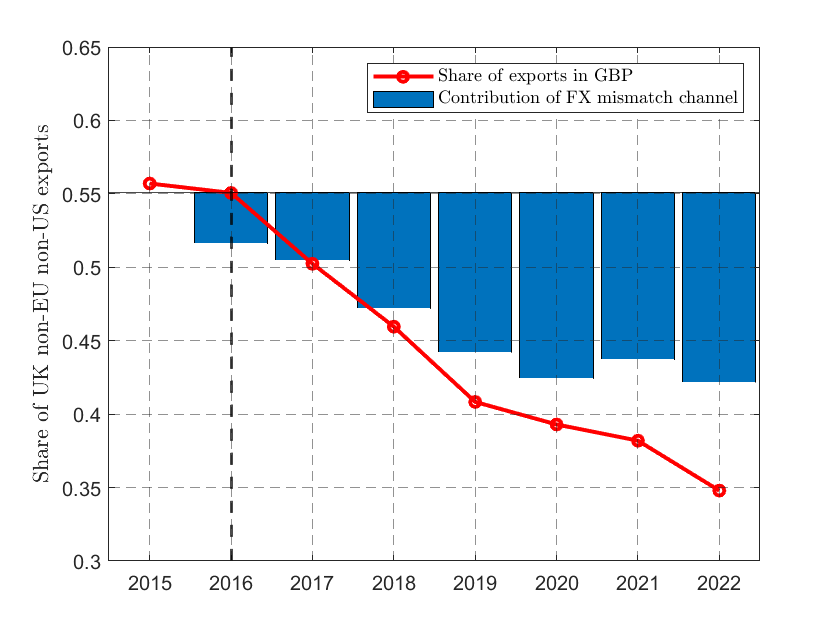 Share of exports in GBP
Contribution of FX mismatch channel
Share of UK non-EU non-US exports
0.65
0.6
0.55
0.5
0.45
0.4
0.35
0.3
2015 2016 2017 2018 2019 2020 2021 2022